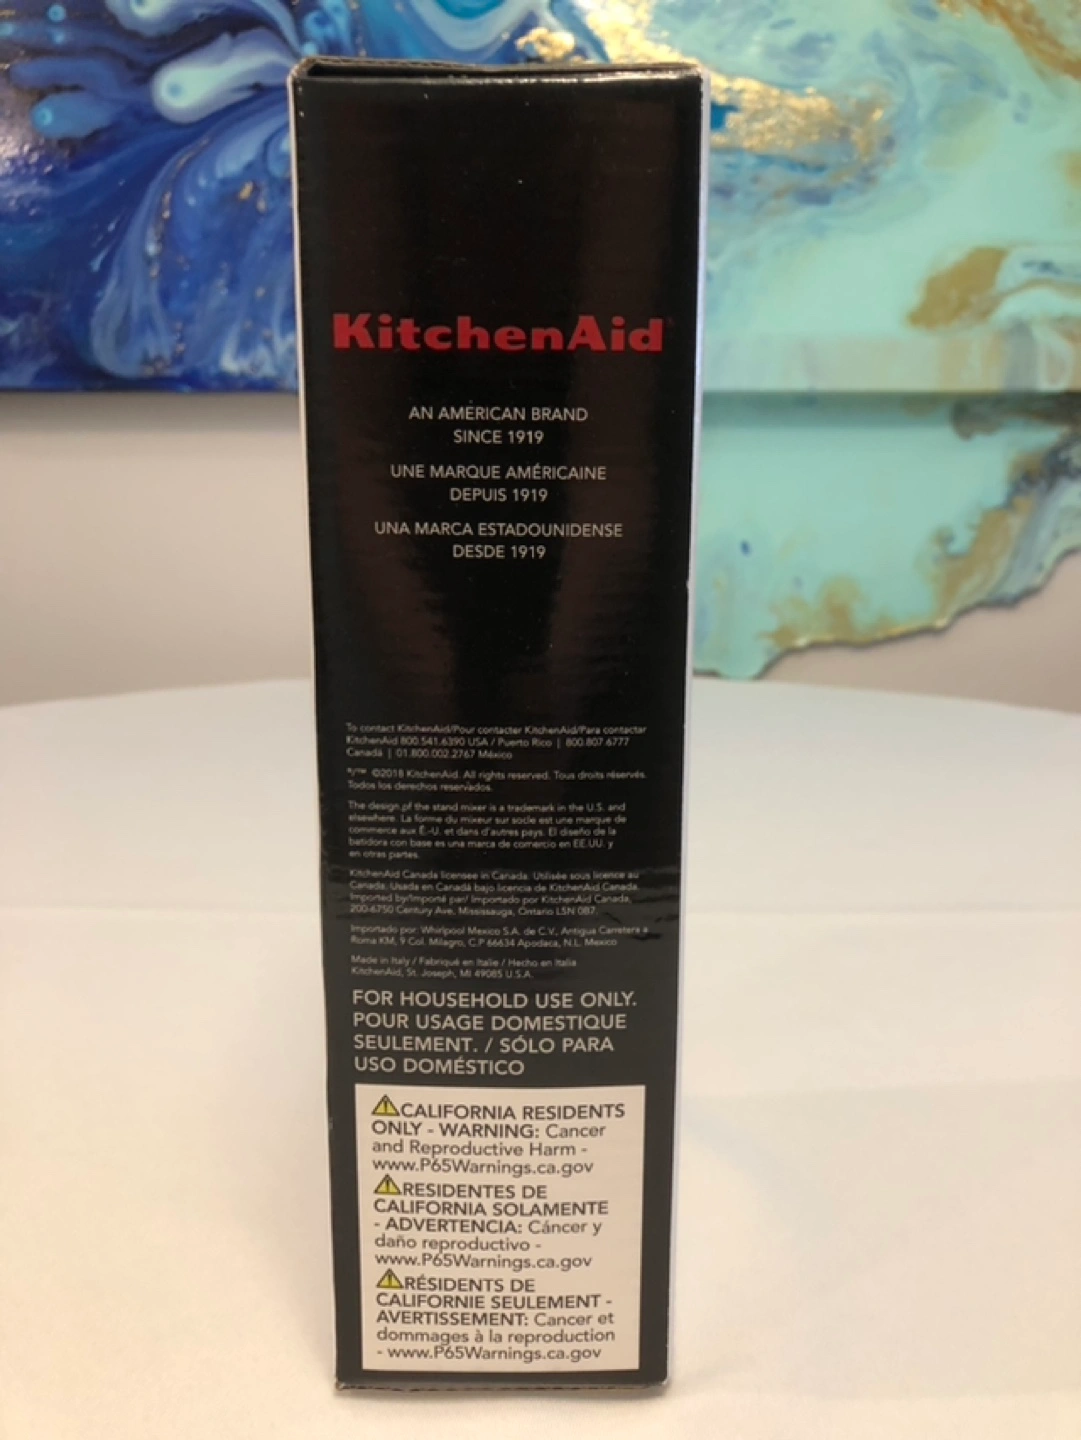 KitchenAid
AN AMERICAN BRAND
SINCE 1919
UNE MARQUE AMÉRICAINE
DEPUIS 1919
UNA MARCA ESTADOUNIDENSE
DESDE 1919
To contact KitchenAid/Pour contacter KitchenAid/Para contactar
KitchenAid 800.541.6390 USA / Puerto Rico | 800.807.6777
Canadá | 01.800.002.2767 México
®/™ ©2018 KitchenAid. All rights reserved. Tous droits réservés.
Todos los derechos reservados.
The design of the stand mixer is a trademark in the U.S. and
elsewhere. La forme du mixeur sur socle est une marque de
commerce aux É.-U. et dans d'autres pays. El diseño de la
batidora con base es una marca de comercio en EE.UU. y
en otras partes.
KitchenAid Canada licensee in Canada. Utilisée sous licence au
Canada. Usada en Canadá bajo licencia de KitchenAid Canada.
Imported by/Importé par/ Importado por KitchenAid Canada,
200-6750 Century Ave, Mississauga, Ontario L5N 0B7.
Importado por: Whirlpool Mexico S.A. de C.V., Antigua Carretera a
Roma KM, 9 Col. Milagro, C.P 66634 Apodaca, N.L. Mexico
Made in Italy / Fabriqué en Italie / Hecho en Italia
KitchenAid, St. Joseph, MI 49085 U.S.A.
FOR HOUSEHOLD USE ONLY.
POUR USAGE DOMESTIQUE
SEULEMENT. / SÓLO PARA
USO DOMÉSTICO
CALIFORNIA RESIDENTS
ONLY - WARNING: Cancer
and Reproductive Harm -
www.P65Warnings.ca.gov
RESIDENTES DE
CALIFORNIA SOLAMENTE
- ADVERTENCIA: Cáncer y
daño reproductivo -
www.P65Warnings.ca.gov
RÉSIDENTS DE
CALIFORNIE SEULEMENT -
AVERTISSEMENT: Cancer et
dommages à la reproduction
- www.P65Warnings.ca.gov